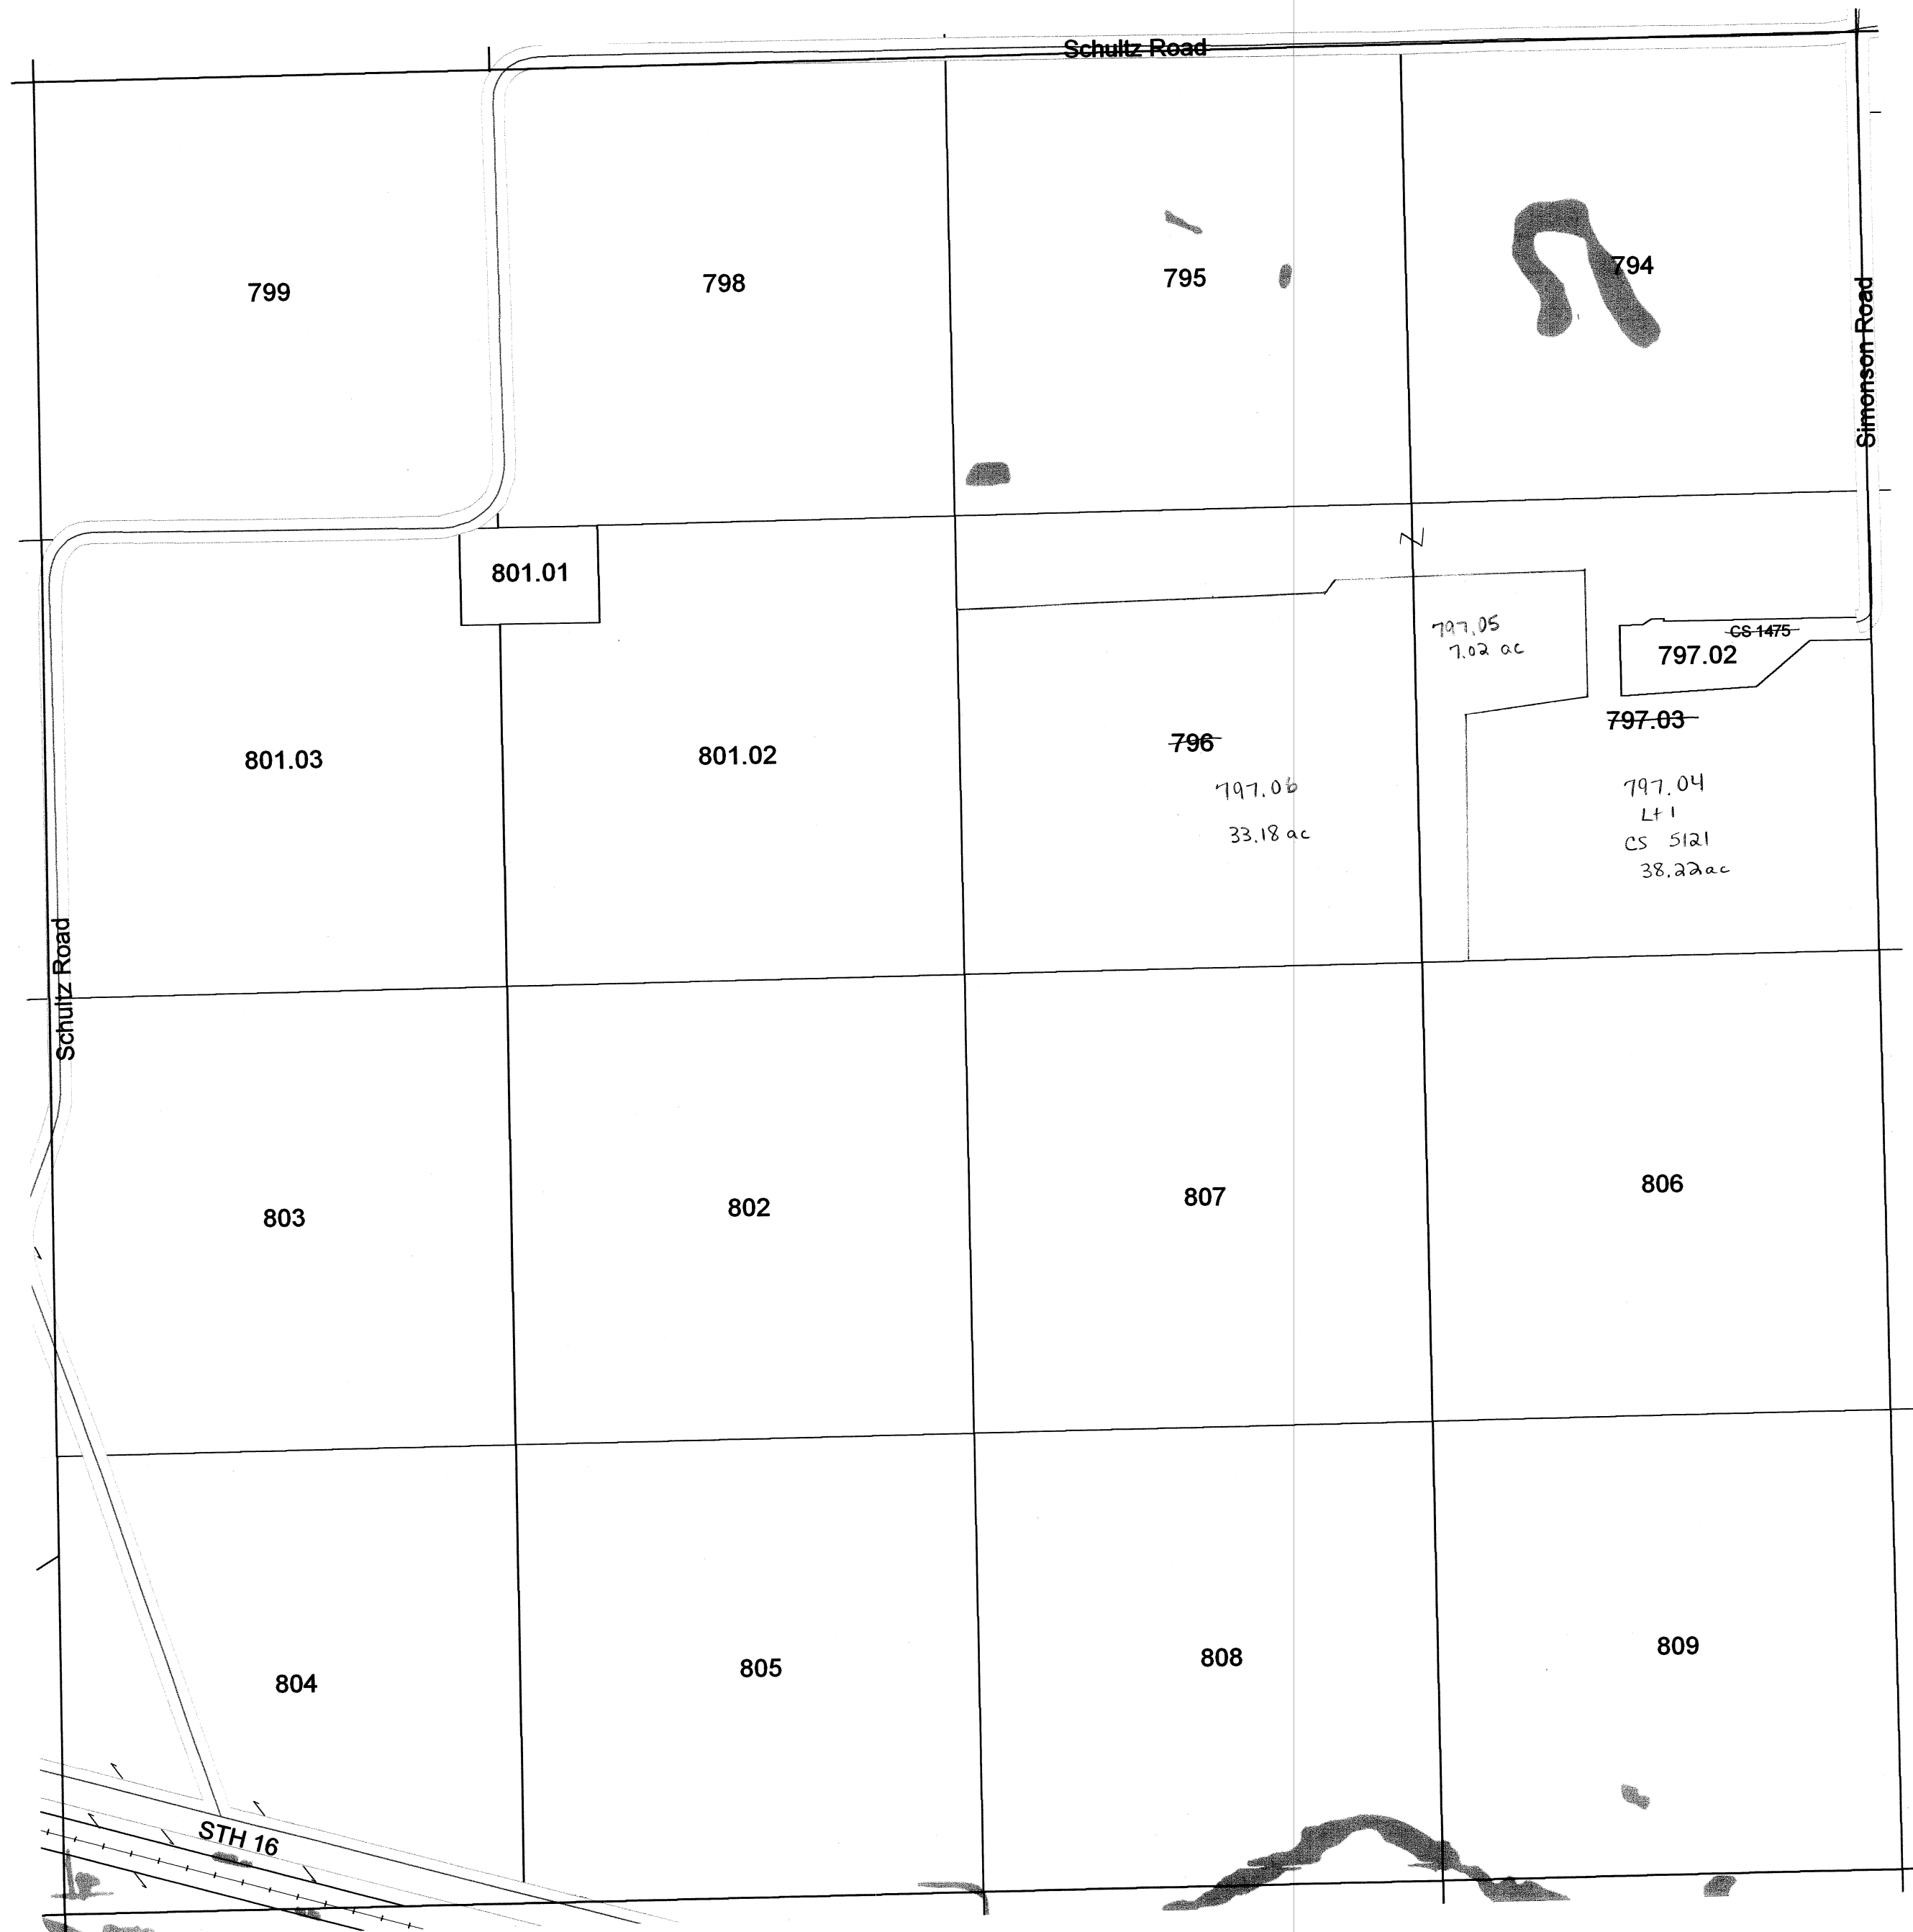 Schultz Road
799
798
795
794
Simonson Road
801.01
797.05
7.02 ac
CS 1475
797.02
797.03
801.03
801.02
796
797.06
33.18 ac
797.04
Lt 1
CS 5121
38.22 ac
Schultz Road
803
802
807
806
804
805
808
809
STH 16